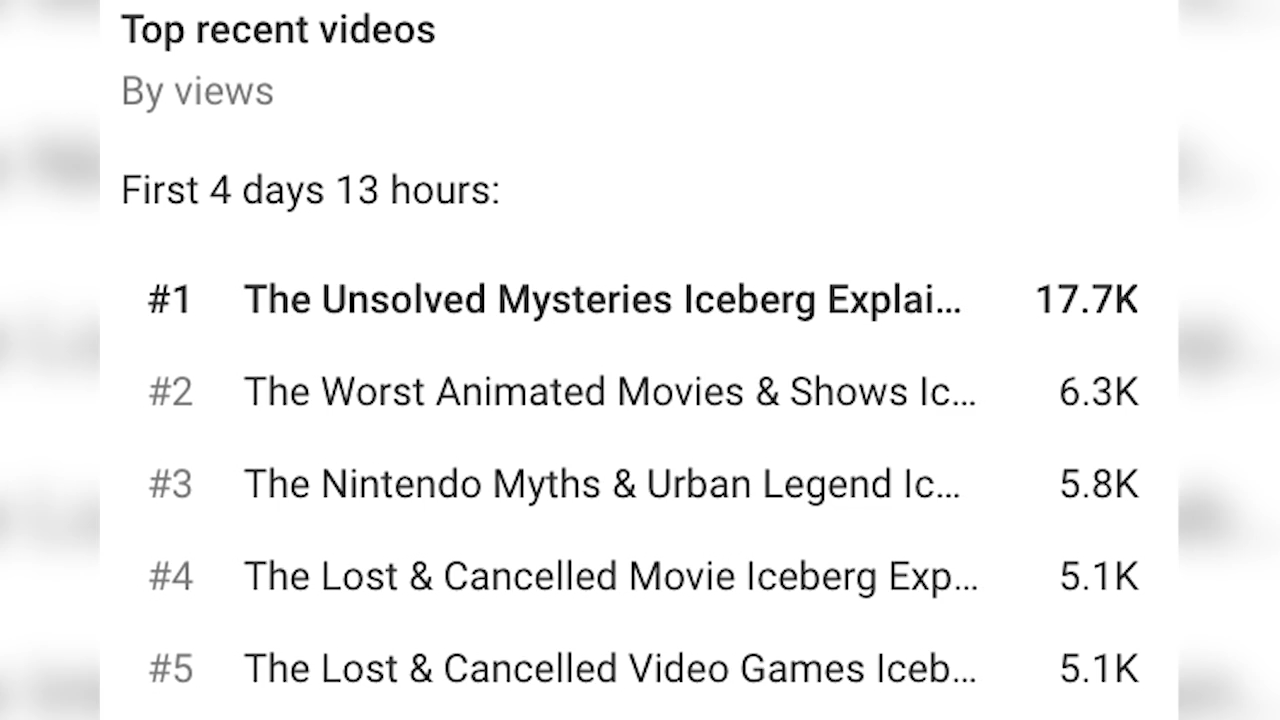 Top recent videos
By views
First 4 days 13 hours:
#1 The Unsolved Mysteries Iceberg Explai... 17.7K
#2 The Worst Animated Movies & Shows Ic... 6.3K
#3 The Nintendo Myths & Urban Legend Ic... 5.8K
#4 The Lost & Cancelled Movie Iceberg Exp... 5.1K
#5 The Lost & Cancelled Video Games Iceb... 5.1K